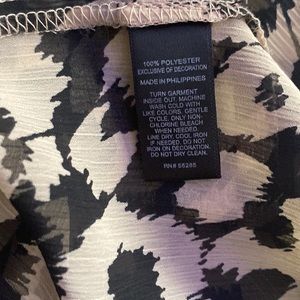 100% POLYESTER
EXCLUSIVE OF DECORATION
MADE IN PHILIPPINES
TURN GARMENT
INSIDE OUT. MACHINE
WASH COLD WITH
LIKE COLORS, GENTLE
CYCLE. ONLY NON-
CHLORINE BLEACH
WHEN NEEDED.
LINE DRY, COOL IRON
IF NEEDED. DO NOT
IRON ON DECORATION.
DO NOT DRY CLEAN.
RN# 55285